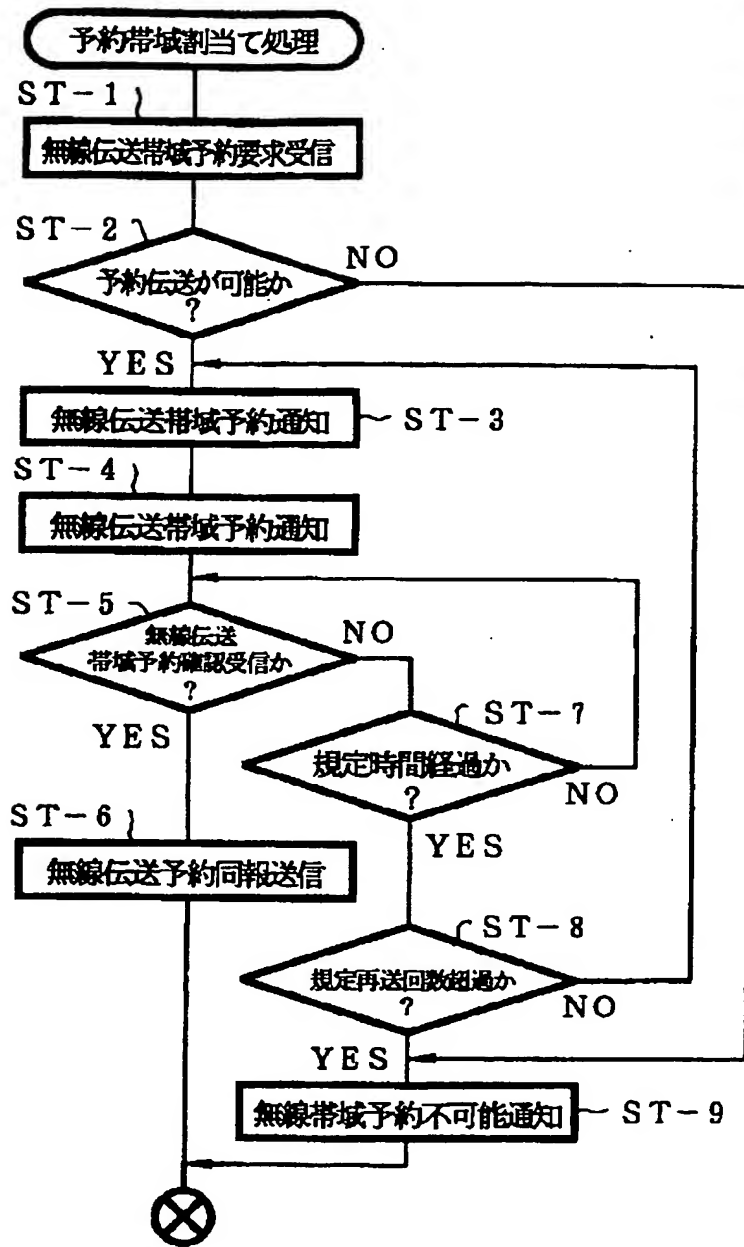 予約帯域割当て処理
ST-1
無線伝送帯域予約要求受信
ST-2
NO
予約伝送が可能か
?
YES
無線伝送帯域予約通知
ST-3
ST-4
無線伝送帯域予約通知
ST-5
無線伝送
帯域予約確認受信か
?
NO
YES
ST-7
規定時間経過か
?
NO
YES
ST-6
無線伝送予約同報送信
ST-8
規定再送回数超過か
?
NO
YES
無線帯域予約不可能通知
ST-9